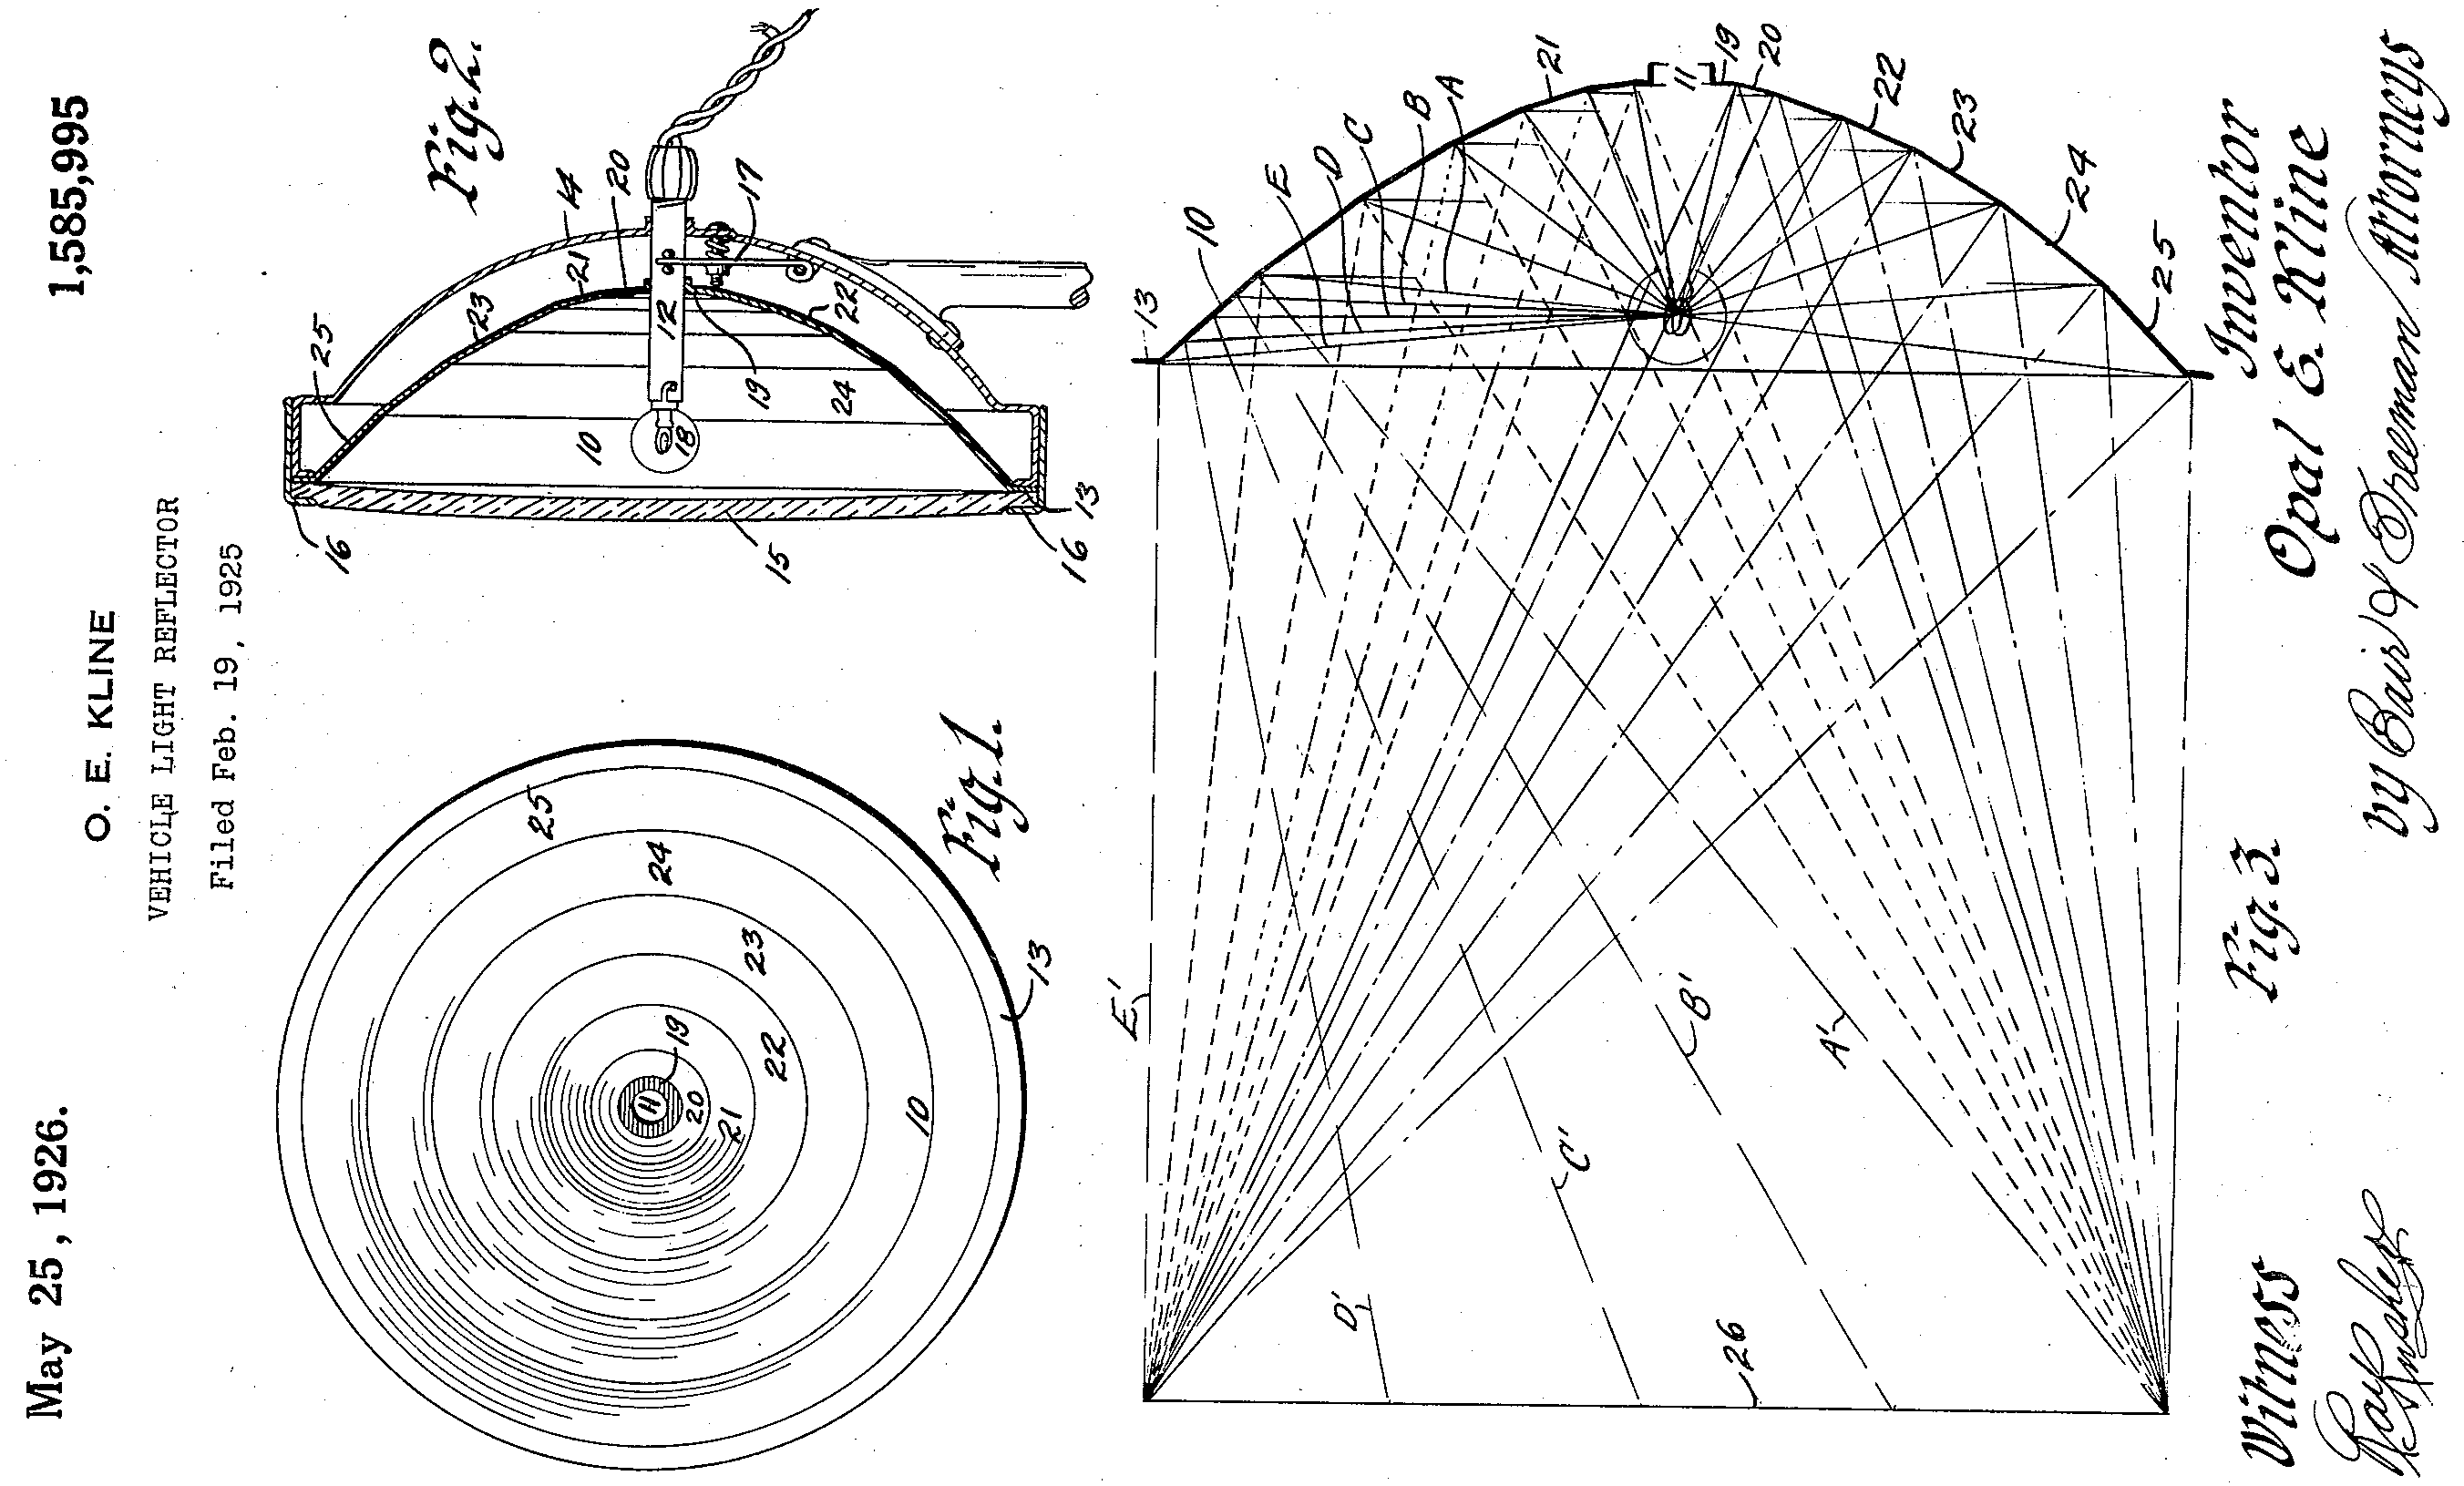 May 25, 1926.
1,585,995
O. E. KLINE
VEHICLE LIGHT REFLECTOR
Filed Feb. 19, 1925
Fig. 1.
25
24
23
22
21
20
19
11
10
13
Fig. 2.
25
23
21
20
14
12
17
22
19
24
10
18
16
15
16
13
Fig. 3.
13
10
E
D
C
B
A
21
11
19
20
22
23
24
25
E'
D'
C'
B'
A'
26
Witness
Inventor
Opal E. Kline
by Bair & Freeman Attorneys